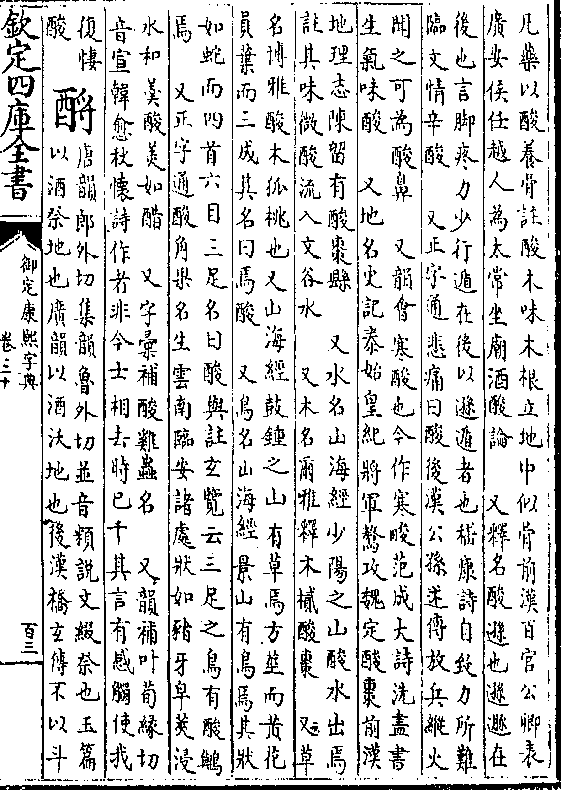 凡藥以酸養骨註酸木味木根立地中似骨前漢百官公卿表
廣安侯任越人為太常坐廟酒酸論　又釋名酸遜也遜遁在
後也言脚疼力少行遁在後以遜遁者也嵇康詩自銳力所難
臨文情辛酸　又正字通悲痛曰酸後漢公孫述傳放兵縱火
聞之可為酸鼻　又韻會寒酸也今作寒畯范成大詩洗盡書
生氣味酸　又地名史記泰始皇紀將軍驁攻魏定酸棗前漢
地理志陳留有酸棗縣　又水名山海經少陽之山酸水出焉
註其味微酸流入文谷水　又木名爾雅釋木樲酸棗　又草
名博雅酸木狐桃也又山海經鼓鍾之山有草焉方莖而黃花
員葉而三成其名曰焉酸　又鳥名山海經景山有鳥焉其狀
如蛇而四首六目三足名曰酸與註玄覽云三足之鳥有酸鵷
焉　又正字通酸角果名生雲南臨安諸處狀如豬牙皁莢浸
水和羹酸美如醋　又字彙補酸雞蟲名　又韻補叶荀緣切
音宣韓愈秋懷詩作者非今士相去時已千其言有感觸使我
復悽酸
酹
唐韻郎外切集韻魯外切並音纇說文餟祭也玉篇
以酒祭地也廣韻以酒沃地也後漢橋玄傳不以斗
欽定四庫全書
御定康熙字典
卷三十
百三